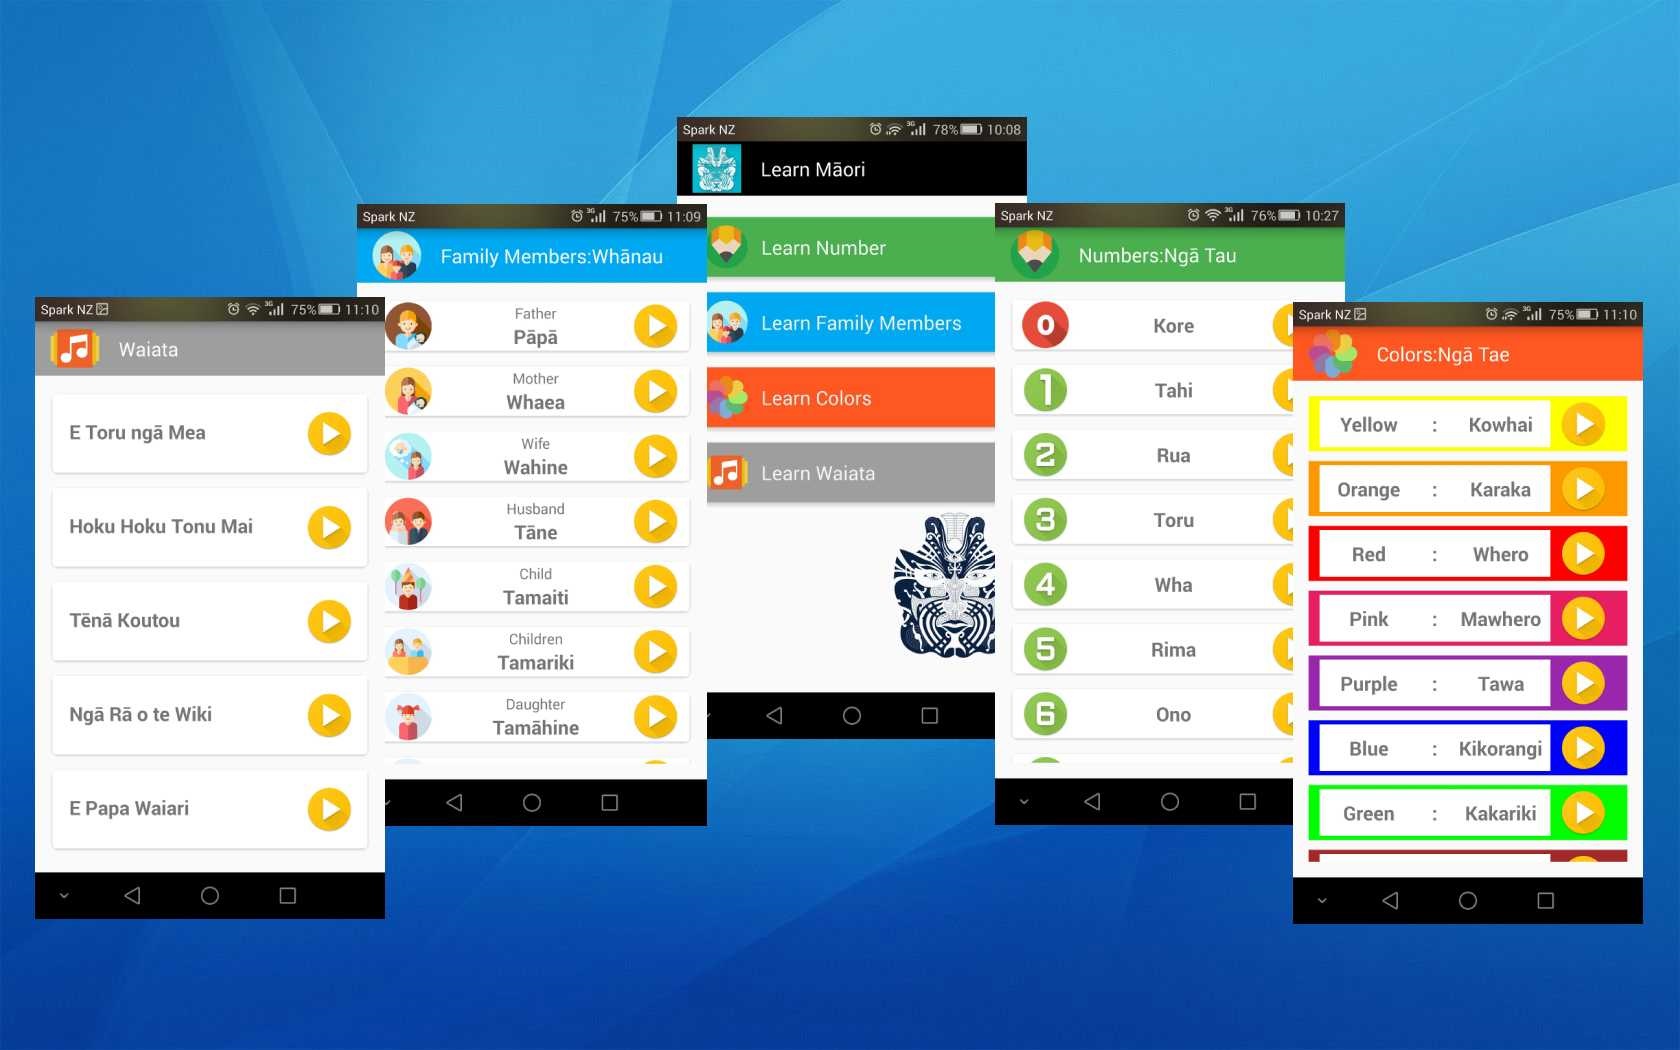 Spark NZ 75% 11:10
Waiata
E Toru ngā Mea
Hoku Hoku Tonu Mai
Tēnā Koutou
Ngā Rā o te Wiki
E Papa Waiari
Spark NZ 3G 75% 11:09
Family Members:Whānau
Father
Pāpā
Mother
Whaea
Wife
Wahine
Husband
Tāne
Child
Tamaiti
Children
Tamariki
Daughter
Tamāhine
Spark NZ 3G 78% 10:08
Learn Māori
Learn Number
Learn Family Members
Learn Colors
Learn Waiata
Spark NZ 3G 76% 10:27
Numbers:Ngā Tau
0 Kore
1 Tahi
2 Rua
3 Toru
4 Wha
5 Rima
6 Ono
Spark NZ 3G 75% 11:10
Colors:Ngā Tae
Yellow : Kowhai
Orange : Karaka
Red : Whero
Pink : Mawhero
Purple : Tawa
Blue : Kikorangi
Green : Kakariki